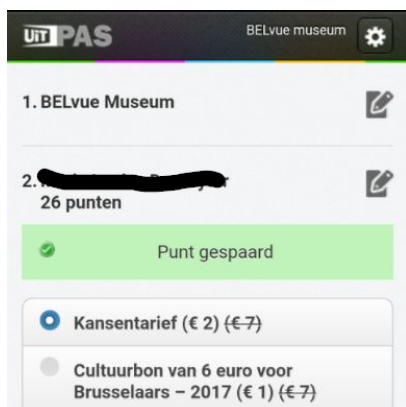 UiTPAS
BELvue museum
1. BELvue Museum
2.
26 punten
Punt gespaard
Kansentarief (€ 2) (€ 7)
Cultuurbon van 6 euro voor
Brusselaars – 2017 (€ 1) (€ 7)